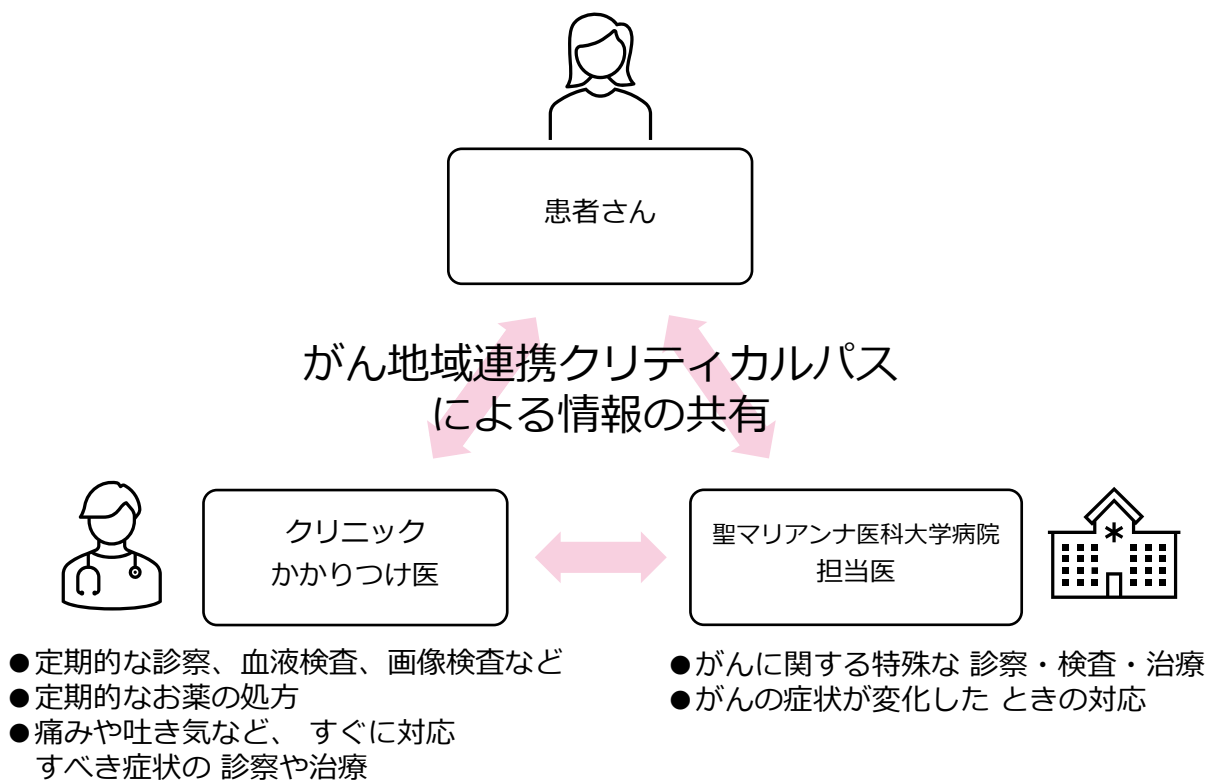 患者さん
がん地域連携クリティカルパス
による情報の共有
クリニック
かかりつけ医
聖マリアンナ医科大学病院
担当医
●定期的な診察、血液検査、画像検査など
●定期的なお薬の処方
●痛みや吐き気など、 すぐに対応
すべき症状の 診察や治療
●がんに関する特殊な 診察・検査・治療
●がんの症状が変化した ときの対応